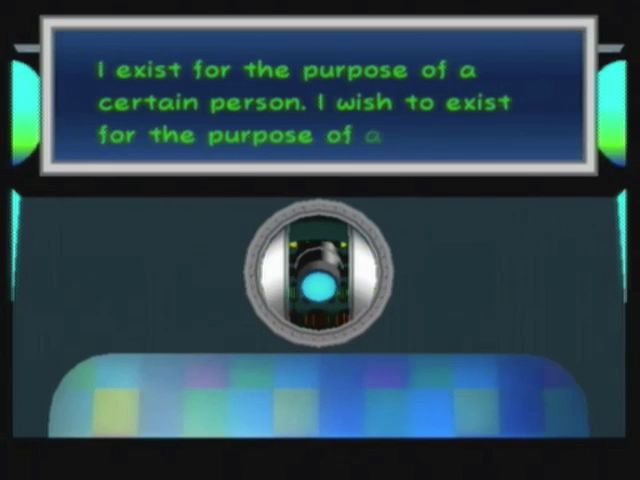 I exist for the purpose of a
certain person. I wish to exist
for the purpose of a